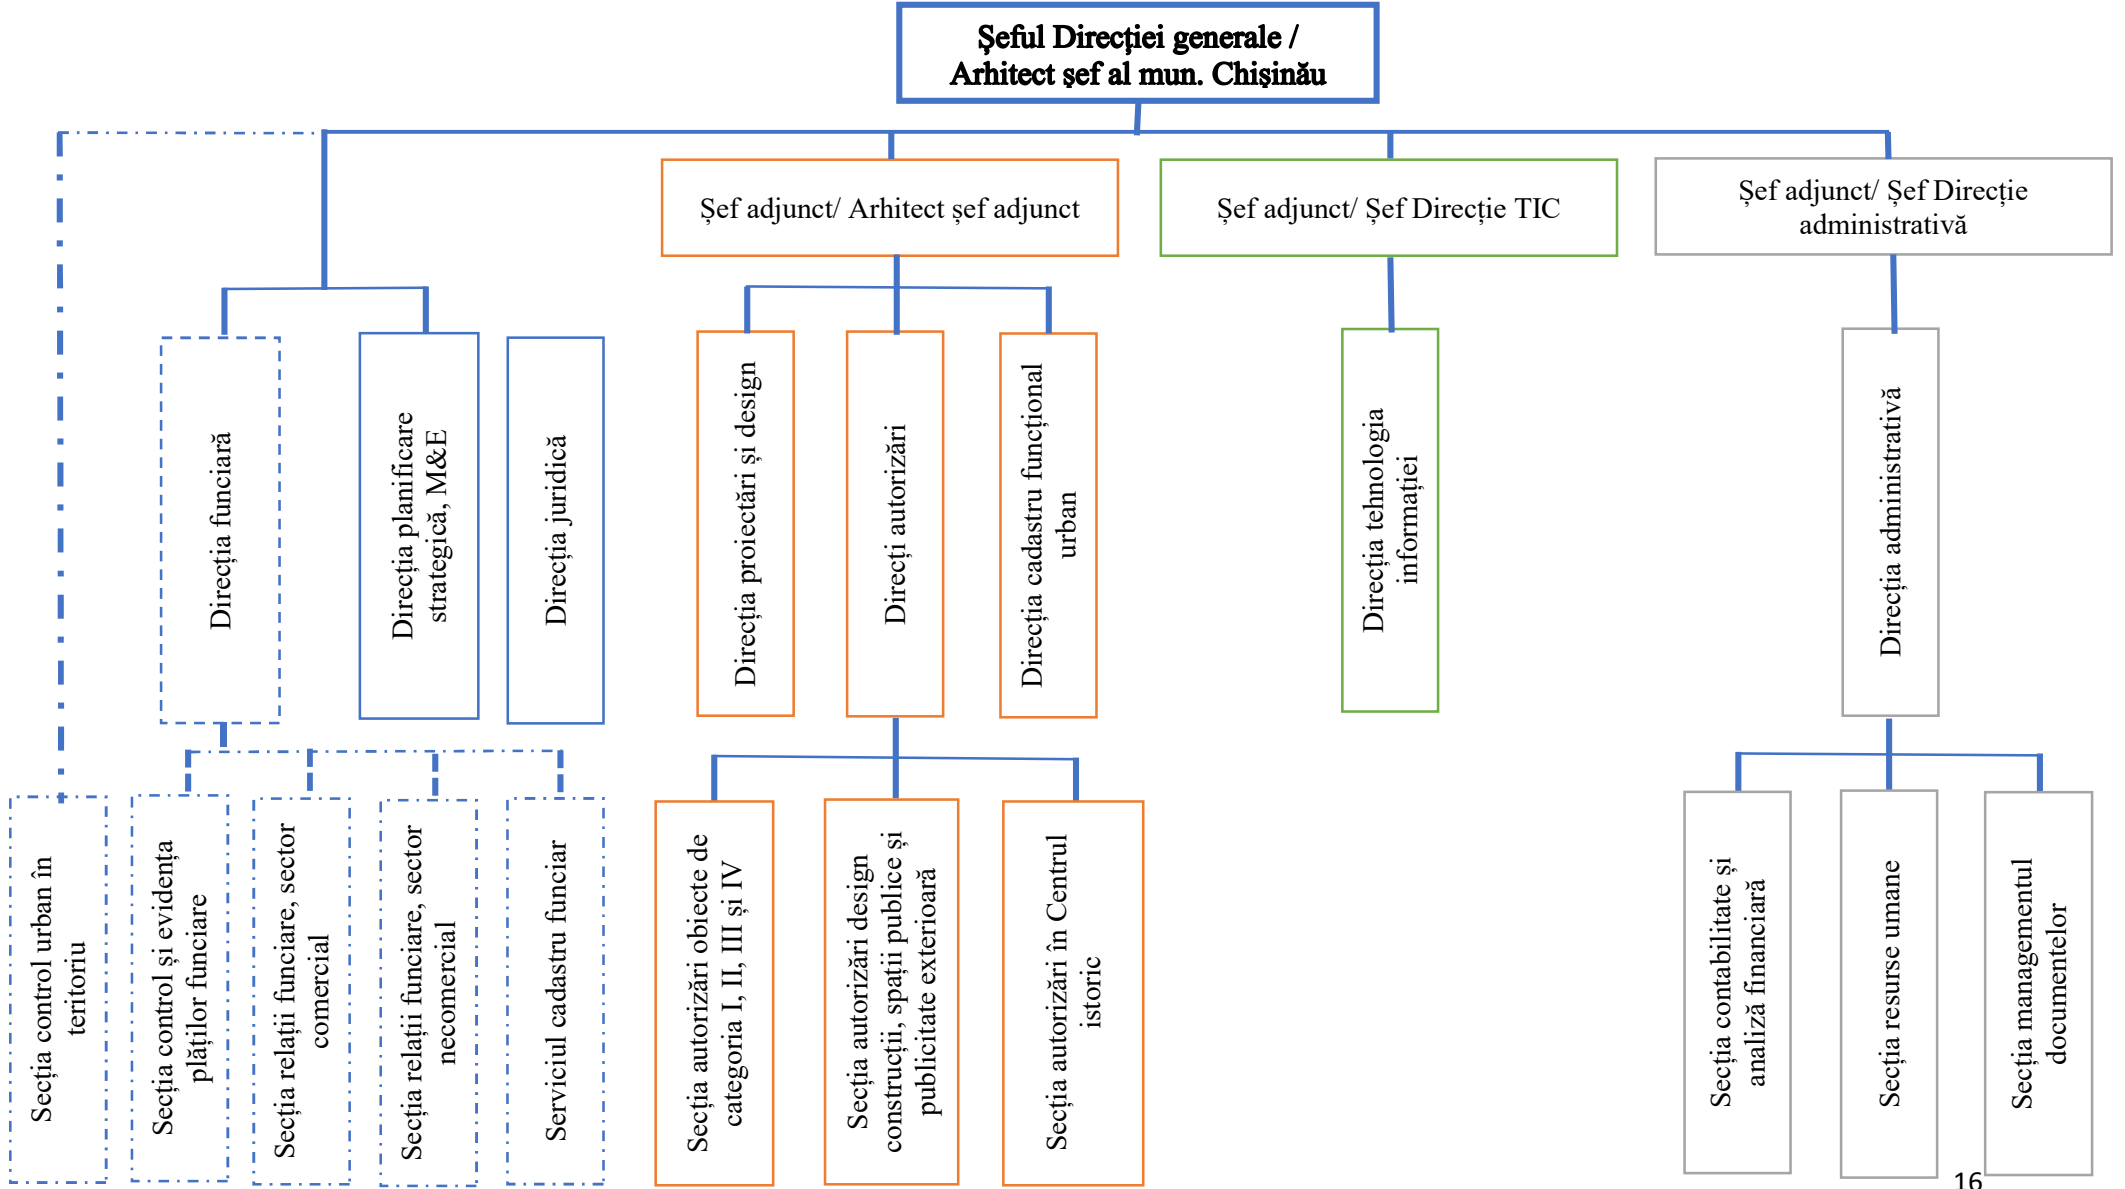 Șeful Direcției generale /
Arhitect șef al mun. Chișinău
Șef adjunct/ Arhitect șef adjunct
Șef adjunct/ Șef Direcție TIC
Șef adjunct/ Șef Direcție
administrativă
Direcția funciară
Direcția planificare
strategică, M&E
Direcția juridică
Direcția proiectări și design
Direcți autorizări
Direcția cadastru funcțional
urban
Direcția tehnologia
informației
Direcția administrativă
Secția control urban în
teritoriu
Secția control și evidența
plăților funciare
Secția relații funciare, sector
comercial
Secția relații funciare, sector
necomercial
Serviciul cadastru funciar
Secția autorizări obiecte de
categoria I, II, III și IV
Secția autorizări design
construcții, spații publice și
publicitate exterioară
Secția autorizări în Centrul
istoric
Secția contabilitate și
analiză financiară
Secția resurse umane
Secția managementul
documentelor
16